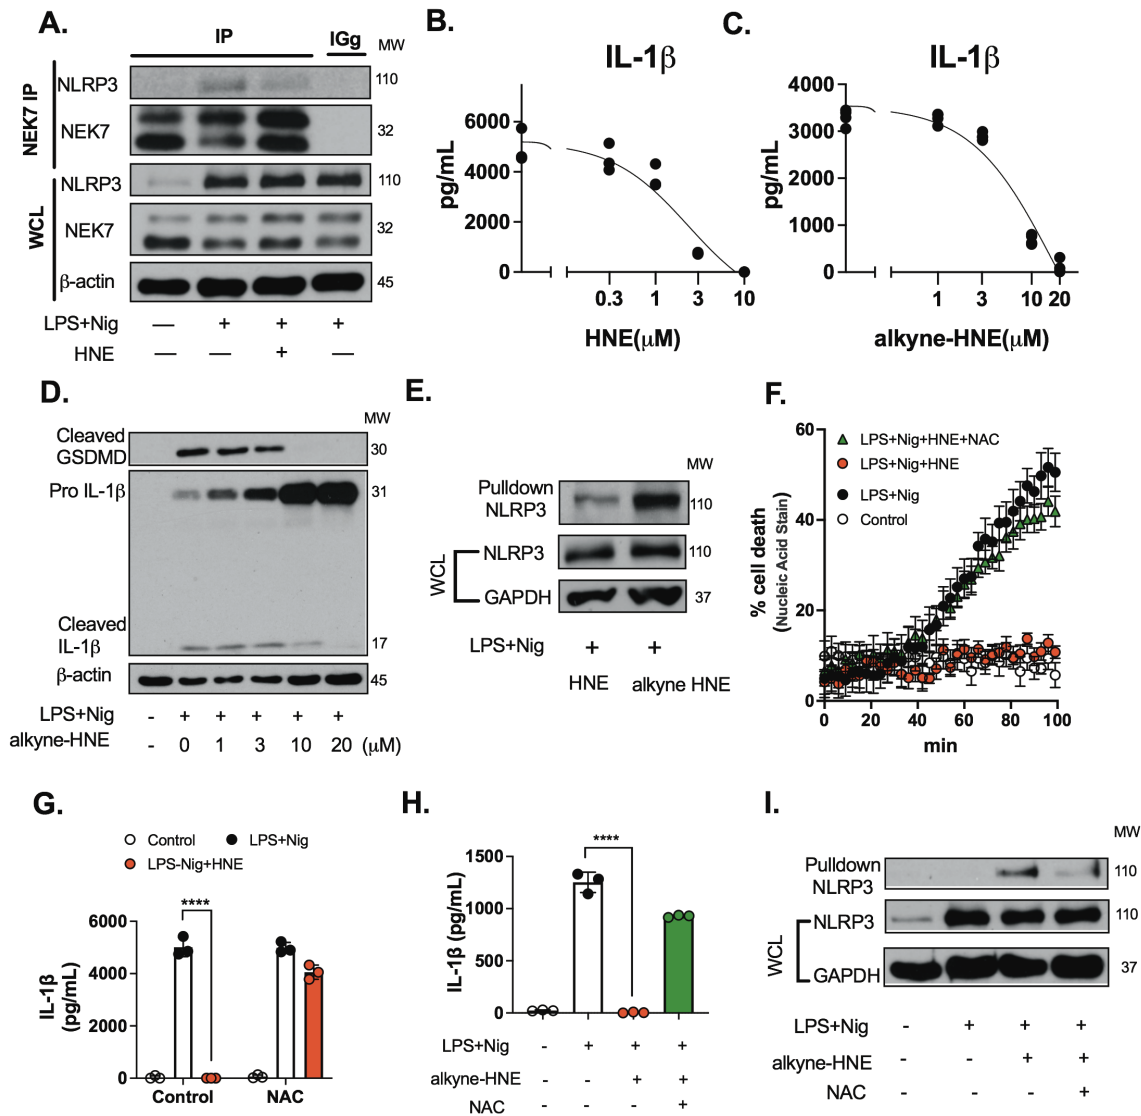 A.
IP
IGg
MW
NEK7 IP
NLRP3
110
NEK7
32
WCL
NLRP3
110
NEK7
32
β-actin
45
LPS+Nig — + + +
HNE — — + —
B.
IL-1β
pg/mL
6000
4000
2000
0
0.3 1 3 10
HNE(μM)
C.
IL-1β
pg/mL
4000
3000
2000
1000
0
1 3 10 20
alkyne-HNE(μM)
D.
MW
Cleaved
GSDMD
30
Pro IL-1β
31
Cleaved
IL-1β
17
β-actin
45
LPS+Nig - + + + + +
alkyne-HNE - 0 1 3 10 20 (μM)
E.
MW
Pulldown
NLRP3
110
WCL
NLRP3
110
GAPDH
37
LPS+Nig + +
HNE alkyne HNE
F.
LPS+Nig+HNE+NAC
LPS+Nig+HNE
LPS+Nig
Control
% cell death
(Nucleic Acid Stain)
60
40
20
0
0 20 40 60 80 100
min
G.
Control LPS+Nig
LPS-Nig+HNE
****
IL-1β
(pg/mL)
6000
4000
2000
0
Control NAC
H.
****
IL-1β (pg/mL)
1500
1000
500
0
LPS+Nig - + + +
alkyne-HNE - - + +
NAC - - - +
I.
MW
Pulldown
NLRP3
110
WCL
NLRP3
110
GAPDH
37
LPS+Nig - + + +
alkyne-HNE - - + +
NAC - - - +